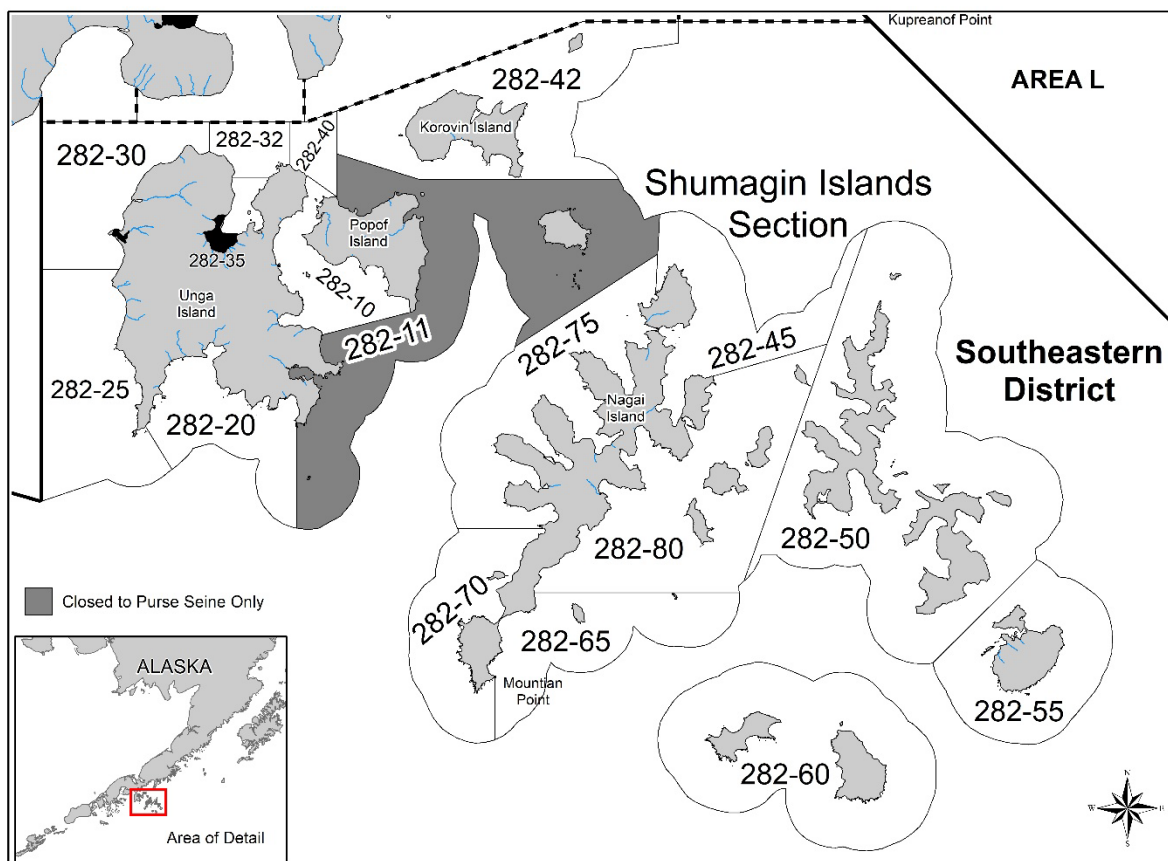 Kupreanof Point
AREA L
282-42
Korovin Island
282-30
282-32
282-40
Shumagin Islands
Section
Popof
Island
282-35
282-10
Unga
Island
282-11
282-75
282-45
Southeastern
District
282-25
Nagai
Island
282-20
282-80
282-50
Closed to Purse Seine Only
282-70
282-65
Mountian
Point
282-55
282-60
ALASKA
Area of Detail
N
W
E
S